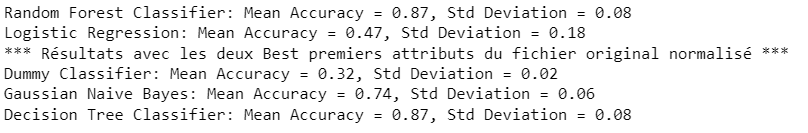 Random Forest Classifier: Mean Accuracy = 0.87, Std Deviation = 0.08
Logistic Regression: Mean Accuracy = 0.47, Std Deviation = 0.18
*** Résultats avec les deux Best premiers attributs du fichier original normalisé ***
Dummy Classifier: Mean Accuracy = 0.32, Std Deviation = 0.02
Gaussian Naive Bayes: Mean Accuracy = 0.74, Std Deviation = 0.06
Decision Tree Classifier: Mean Accuracy = 0.87, Std Deviation = 0.08